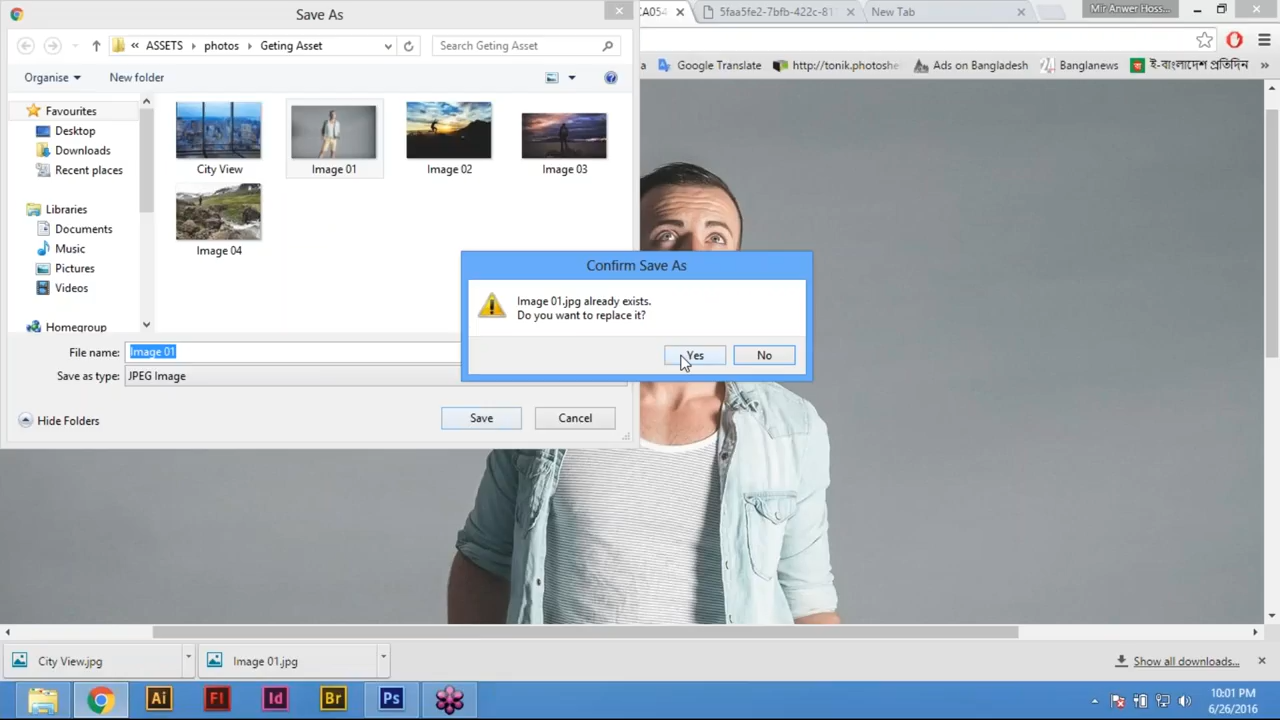 Save As
CA054
5faa5fe2-7bfb-422c-81
New Tab
Mir Anwer Hoss...
« ASSETS photos Geting Asset
Search Geting Asset
a Google Translate http://tonik.photoshe Ads on Bangladesh Banglanews ই-বাংলাদেশ প্রতিদিন »
Organise New folder
Favourites
Desktop
Downloads
Recent places
Libraries
Documents
Music
Pictures
Videos
Homegroup
City View
Image 01
Image 02
Image 03
Image 04
Confirm Save As
Image 01.jpg already exists.
Do you want to replace it?
Yes No
File name: Image 01
Save as type: JPEG Image
Hide Folders
Save Cancel
City View.jpg
Image 01.jpg
Show all downloads...
Ai Fl Id Br Ps
10:01 PM
6/26/2016